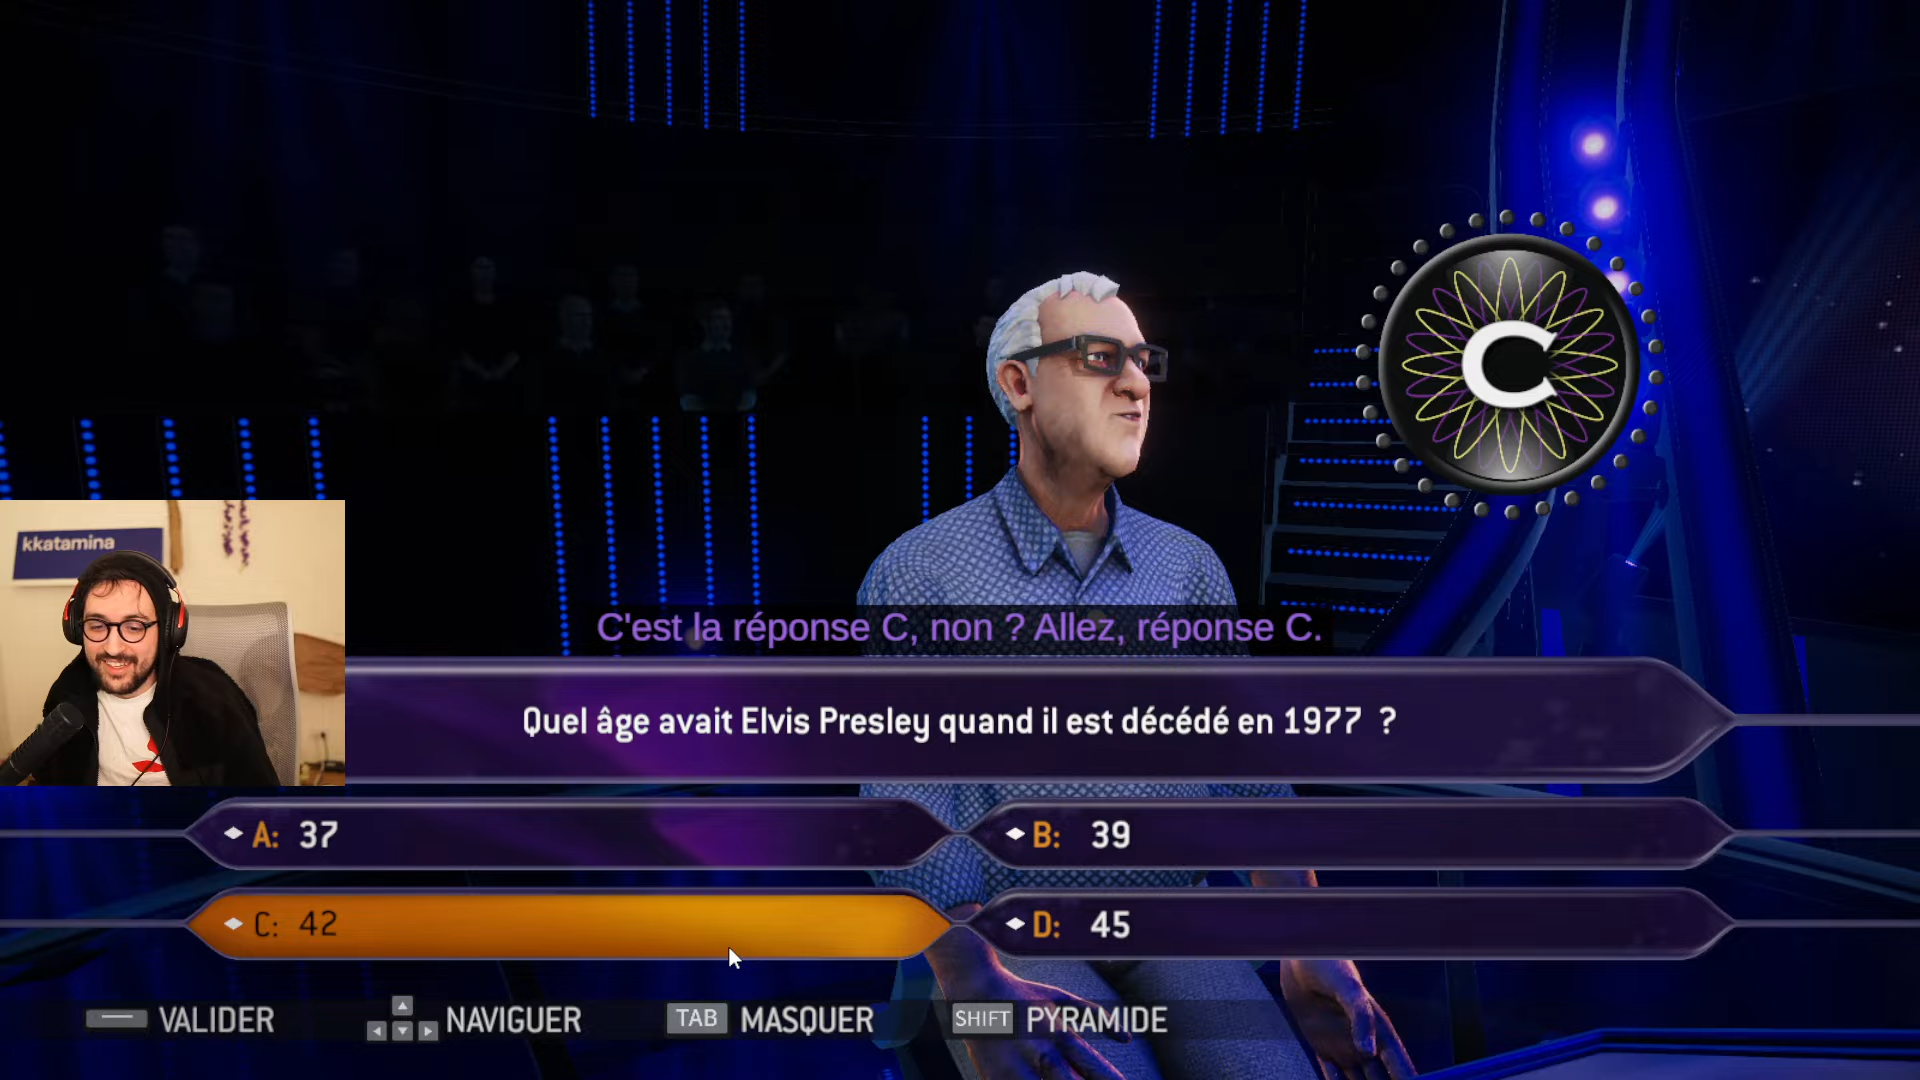 C
kkatamina
C'est la réponse C, non ? Allez, réponse C.
Quel âge avait Elvis Presley quand il est décédé en 1977 ?
A: 37
B: 39
C: 42
D: 45
VALIDER
NAVIGUER
TAB MASQUER
SHIFT PYRAMIDE